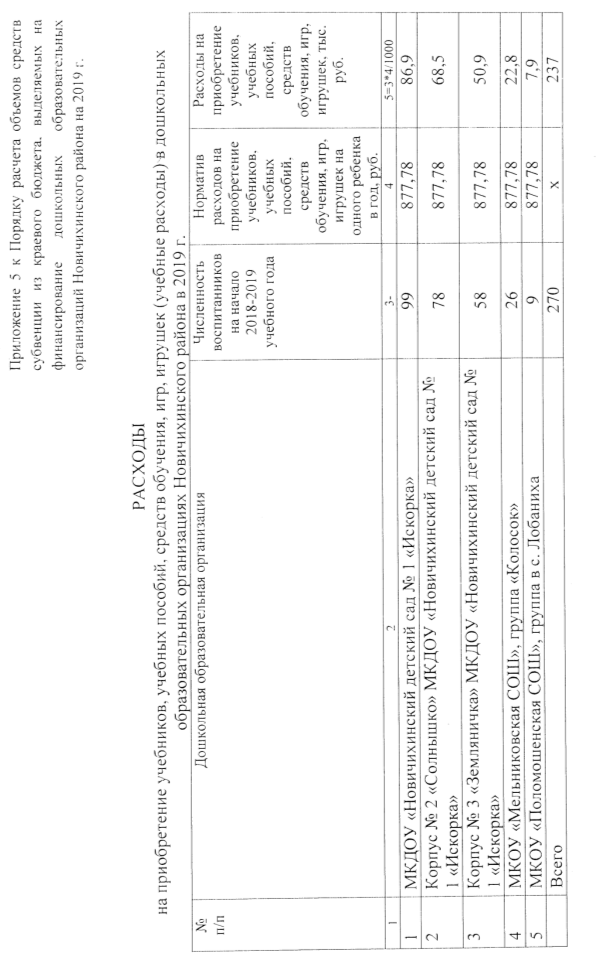 Приложение 5 к Порядку расчета объемов средств
субвенции из краевого бюджета, выделяемых на
финансирование дошкольных образовательных
организаций Новичихинского района на 2019 г.
РАСХОДЫ
на приобретение учебников, учебных пособий, средств обучения, игр, игрушек (учебные расходы) в дошкольных
образовательных организациях Новичихинского района в 2019 г.
№
п/п
Дошкольная образовательная организация
Численность
воспитанников
на начало
2018-2019
учебного года
Норматив
расходов на
приобретение
учебников,
учебных
пособий,
средств
обучения, игр,
игрушек на
одного ребенка
в год, руб.
Расходы на
приобретение
учебников,
учебных
пособий,
средств
обучения, игр,
игрушек, тыс.
руб.
1 2 3- 4 5=3*4/1000
1 МКДОУ «Новичихинский детский сад № 1 «Искорка» 99 877,78 86,9
2 Корпус № 2 «Солнышко» МКДОУ «Новичихинский детский сад № 78 877,78 68,5
1 «Искорка»
3 Корпус № 3 «Земляничка» МКДОУ «Новичихинский детский сад № 58 877,78 50,9
1 «Искорка»
4 МКОУ «Мельниковская СОШ», группа «Колосок» 26 877,78 22,8
5 МКОУ «Поломошенская СОШ», группа в с. Лобаниха 9 877,78 7,9
Всего 270 х 237